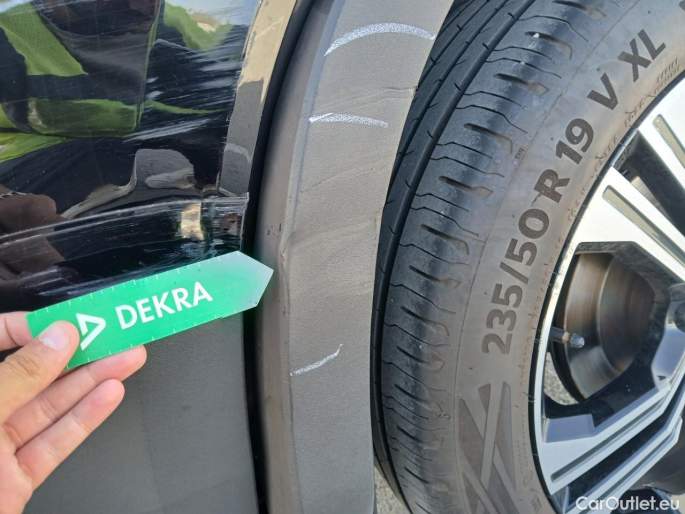 DEKRA
235/50 R 19 V XL
CarOutlet.eu